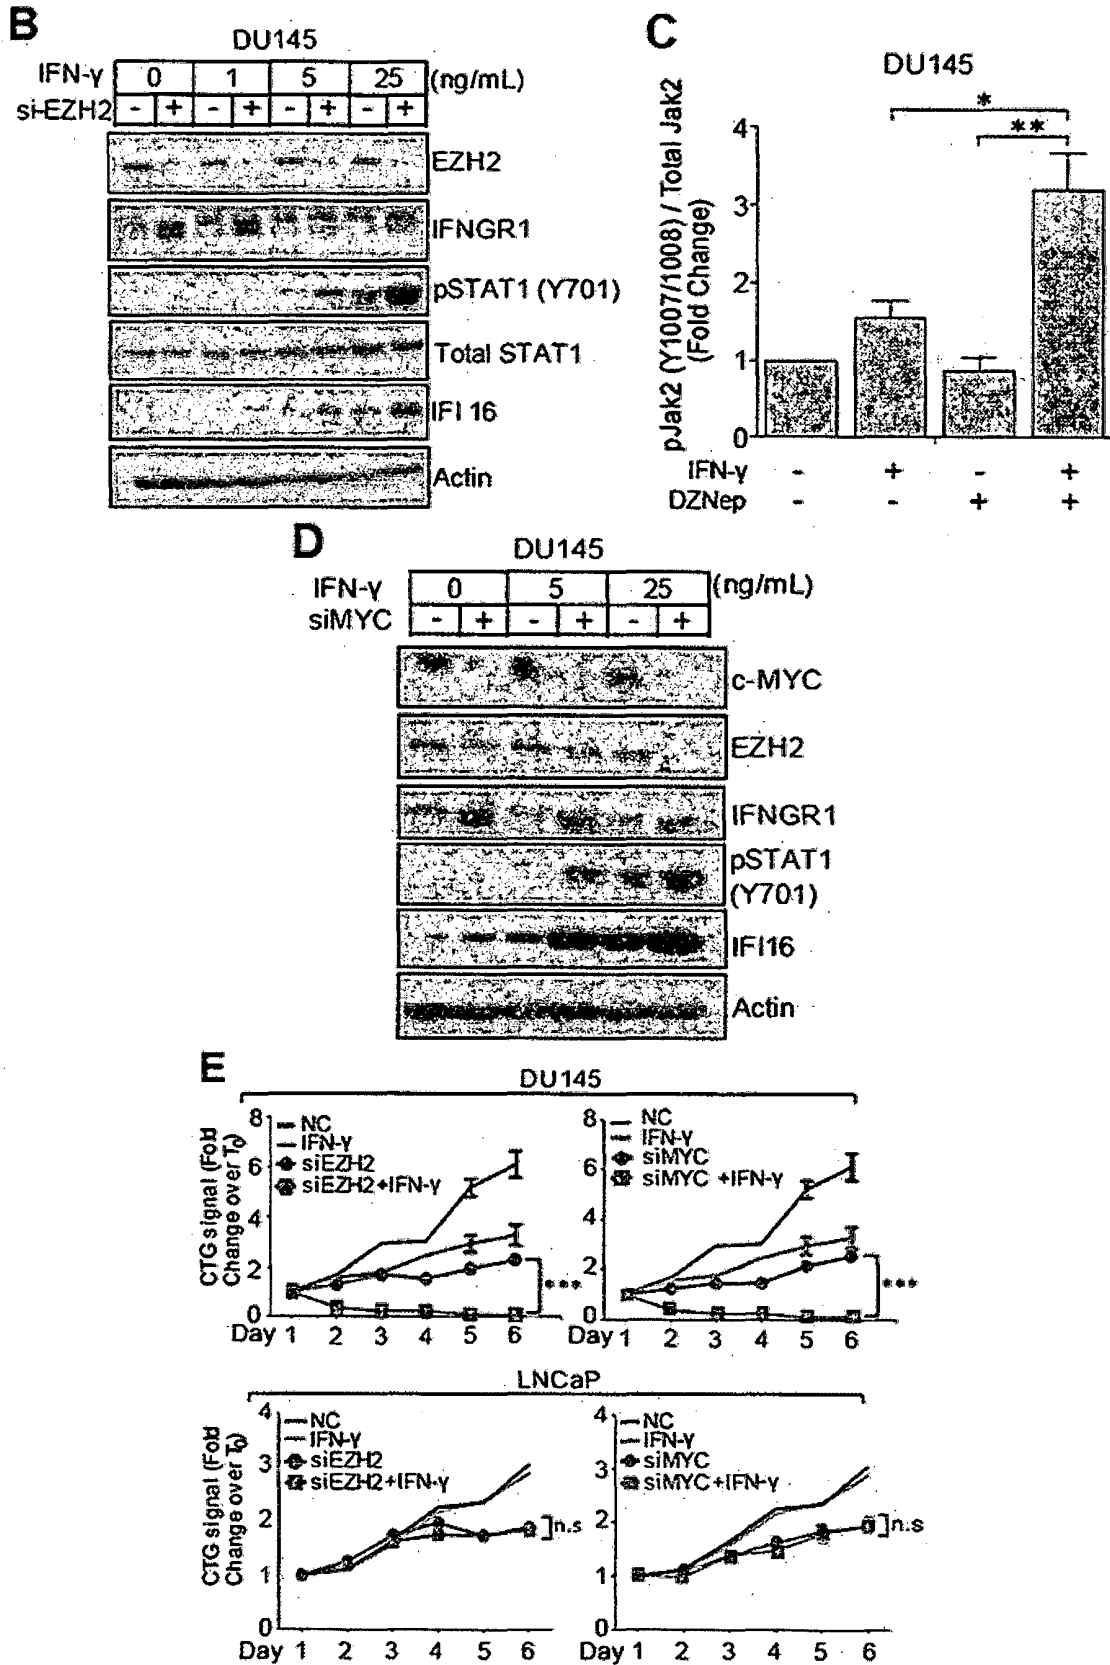 B
DU145
IFN-γ 0 1 5 25 (ng/mL)
si-EZH2 - + - + - + - +
EZH2
IFNGR1
pSTAT1 (Y701)
Total STAT1
IFI 16
Actin
C
DU145
*
**
pJak2 (Y1007/1008) / Total Jak2
(Fold Change)
4
3
2
1
0
IFN-γ - + - +
DZNep - - + +
D
DU145
IFN-γ 0 5 25 (ng/mL)
siMYC - + - + - +
c-MYC
EZH2
IFNGR1
pSTAT1
(Y701)
IFI16
Actin
E
DU145
CTG signal (Fold
Change over T0)
8
6
4
2
0
NC
IFN-γ
siEZH2
siEZH2+IFN-γ
***
Day 1 2 3 4 5 6
8
6
4
2
0
NC
IFN-γ
siMYC
siMYC +IFN-γ
***
Day 1 2 3 4 5 6
LNCaP
CTG signal (Fold
Change over T0)
4
3
2
1
0
NC
IFN-γ
siEZH2
siEZH2+IFN-γ
n.s
Day 1 2 3 4 5 6
4
3
2
1
0
NC
IFN-γ
siMYC
siMYC+IFN-γ
n.s
Day 1 2 3 4 5 6